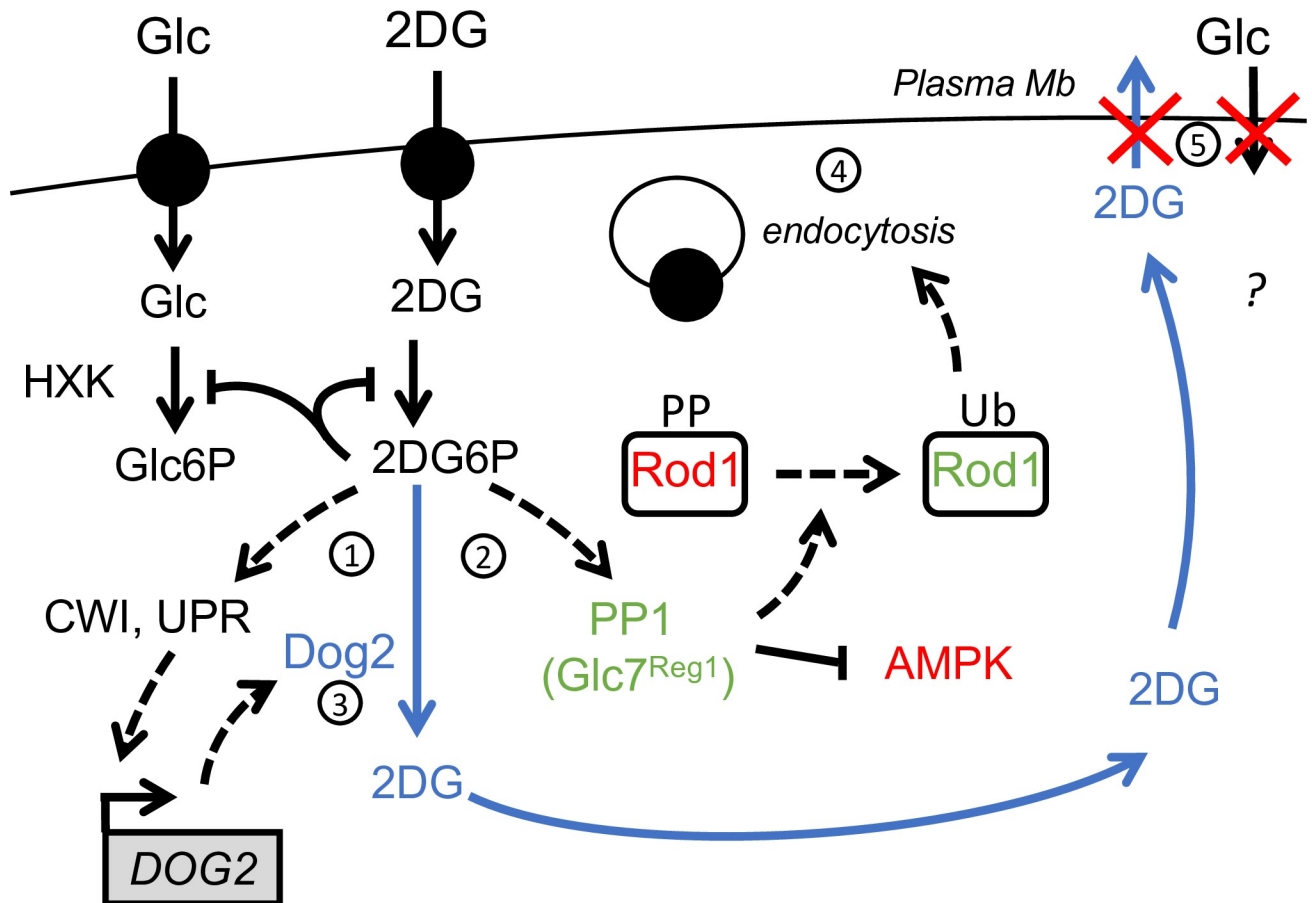 Glc
2DG
Glc
Plasma Mb
5
4
2DG
endocytosis
Glc
2DG
?
HXK
PP
Ub
Glc6P
2DG6P
Rod1
Rod1
1
2
CWI, UPR
PP1
Dog2
(Glc7Reg1)
AMPK
3
2DG
2DG
DOG2